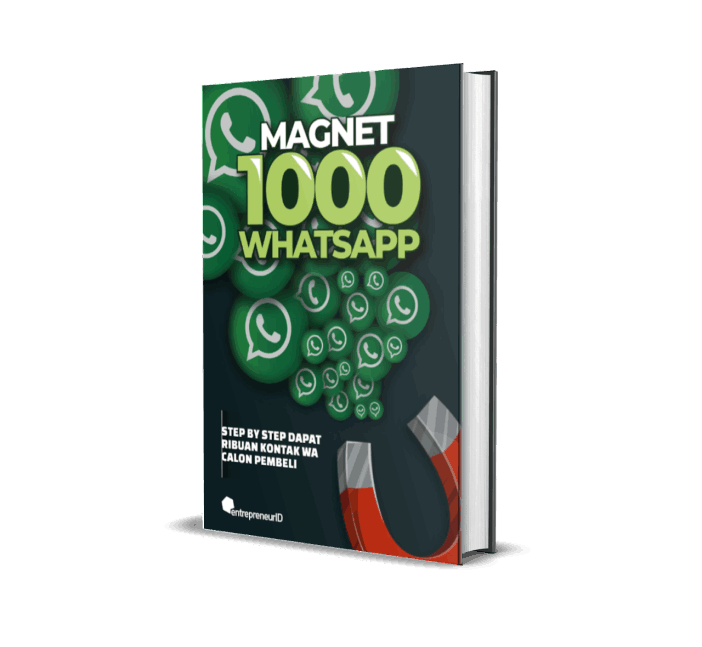 MAGNET
1000
WHATSAPP
STEP BY STEP DAPAT
RIBUAN KONTAK WA
CALON PEMBELI
entrepreneurID